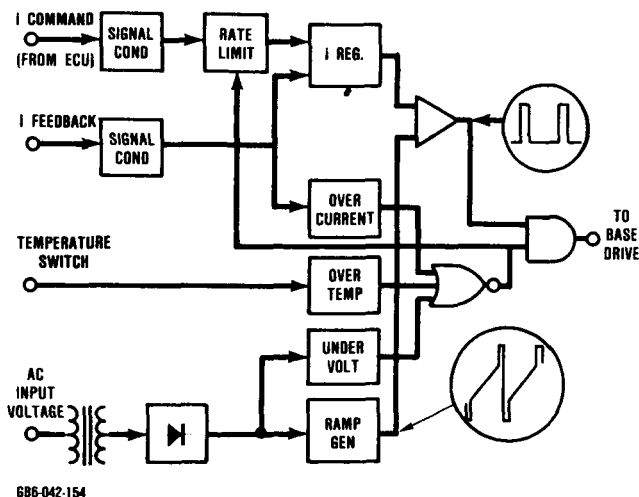 I COMMAND
(FROM ECU)
SIGNAL
COND
RATE
LIMIT
I REG.
I FEEDBACK
SIGNAL
COND
OVER
CURRENT
TO
BASE
DRIVE
TEMPERATURE
SWITCH
OVER
TEMP
UNDER
VOLT
AC
INPUT
VOLTAGE
RAMP
GEN
GB6-042-154